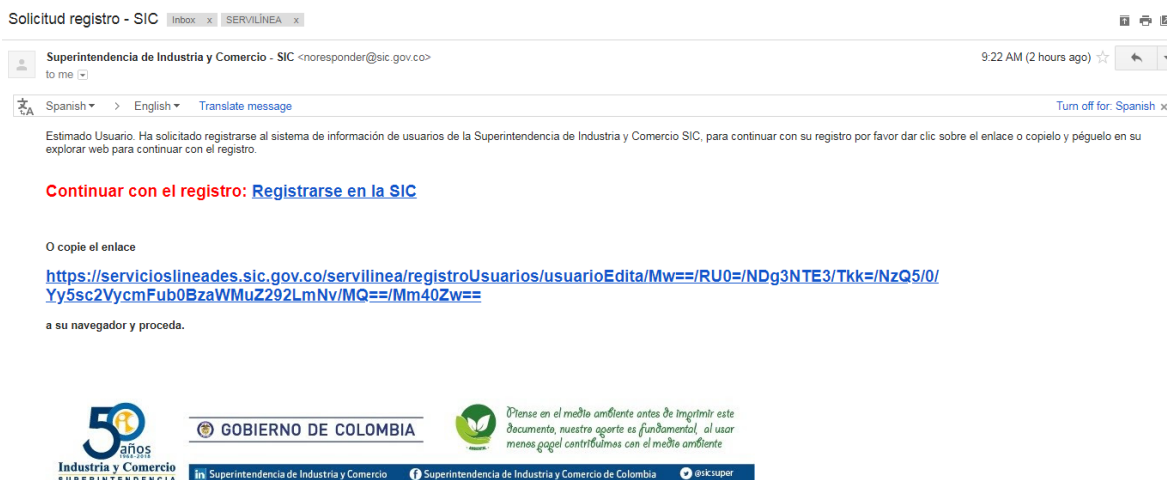 Solicitud registro - SIC Inbox x SERVILÍNEA x
Superintendencia de Industria y Comercio - SIC <noresponder@sic.gov.co> 9:22 AM (2 hours ago)
to me
Spanish > English Translate message Turn off for: Spanish x
Estimado Usuario. Ha solicitado registrarse al sistema de información de usuarios de la Superintendencia de Industria y Comercio SIC, para continuar con su registro por favor dar clic sobre el enlace o copielo y péguelo en su
explorar web para continuar con el registro.
Continuar con el registro: Registrarse en la SIC
O copie el enlace
https://servicioslineades.sic.gov.co/servilinea/registroUsuarios/usuarioEdita/Mw==/RU0=/NDg3NTE3/Tkk=/NzQ5/0/
Yy5sc2VycmFub0BzaWMuZ292LmNv/MQ==/Mm40Zw==
a su navegador y proceda.
50 años
1968-2018
Industria y Comercio
SUPERINTENDENCIA
GOBIERNO DE COLOMBIA
Piense en el medio ambiente antes de imprimir este
documento, nuestro aporte es fundamental, al usar
menos papel contribuimos con el medio ambiente
in Superintendencia de Industria y Comercio f Superintendencia de Industria y Comercio de Colombia @sicsuper